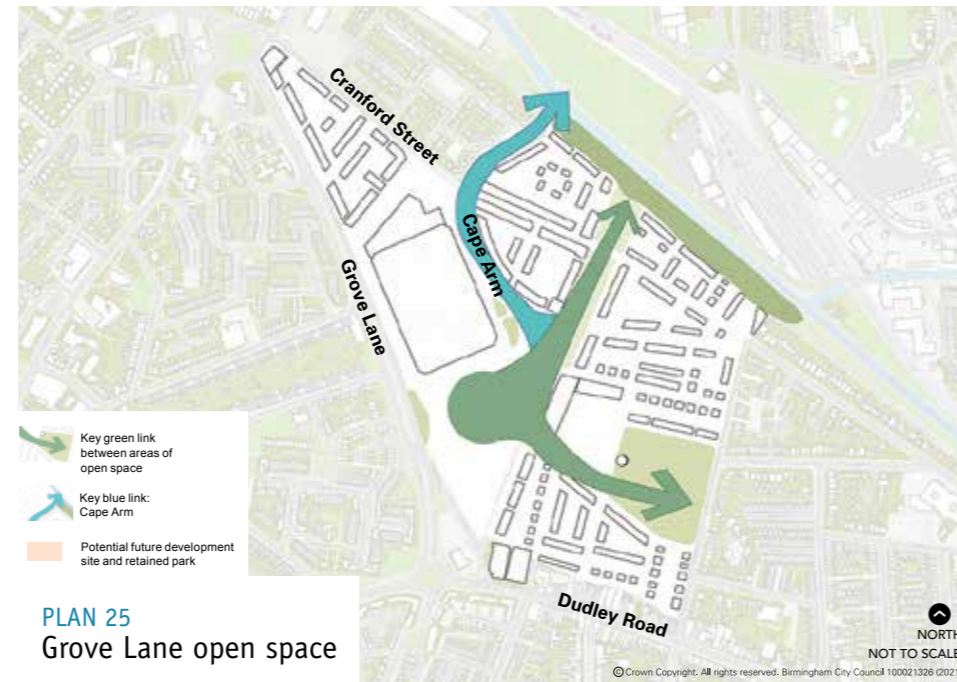 Cranford Street
Cape Arm
Grove Lane
Key green link
between areas of
open space
Key blue link:
Cape Arm
Potential future development
site and retained park
PLAN 25
Grove Lane open space
Dudley Road
NORTH
NOT TO SCALE
©Crown Copyright. All rights reserved. Birmingham City Council 100021326 (2021